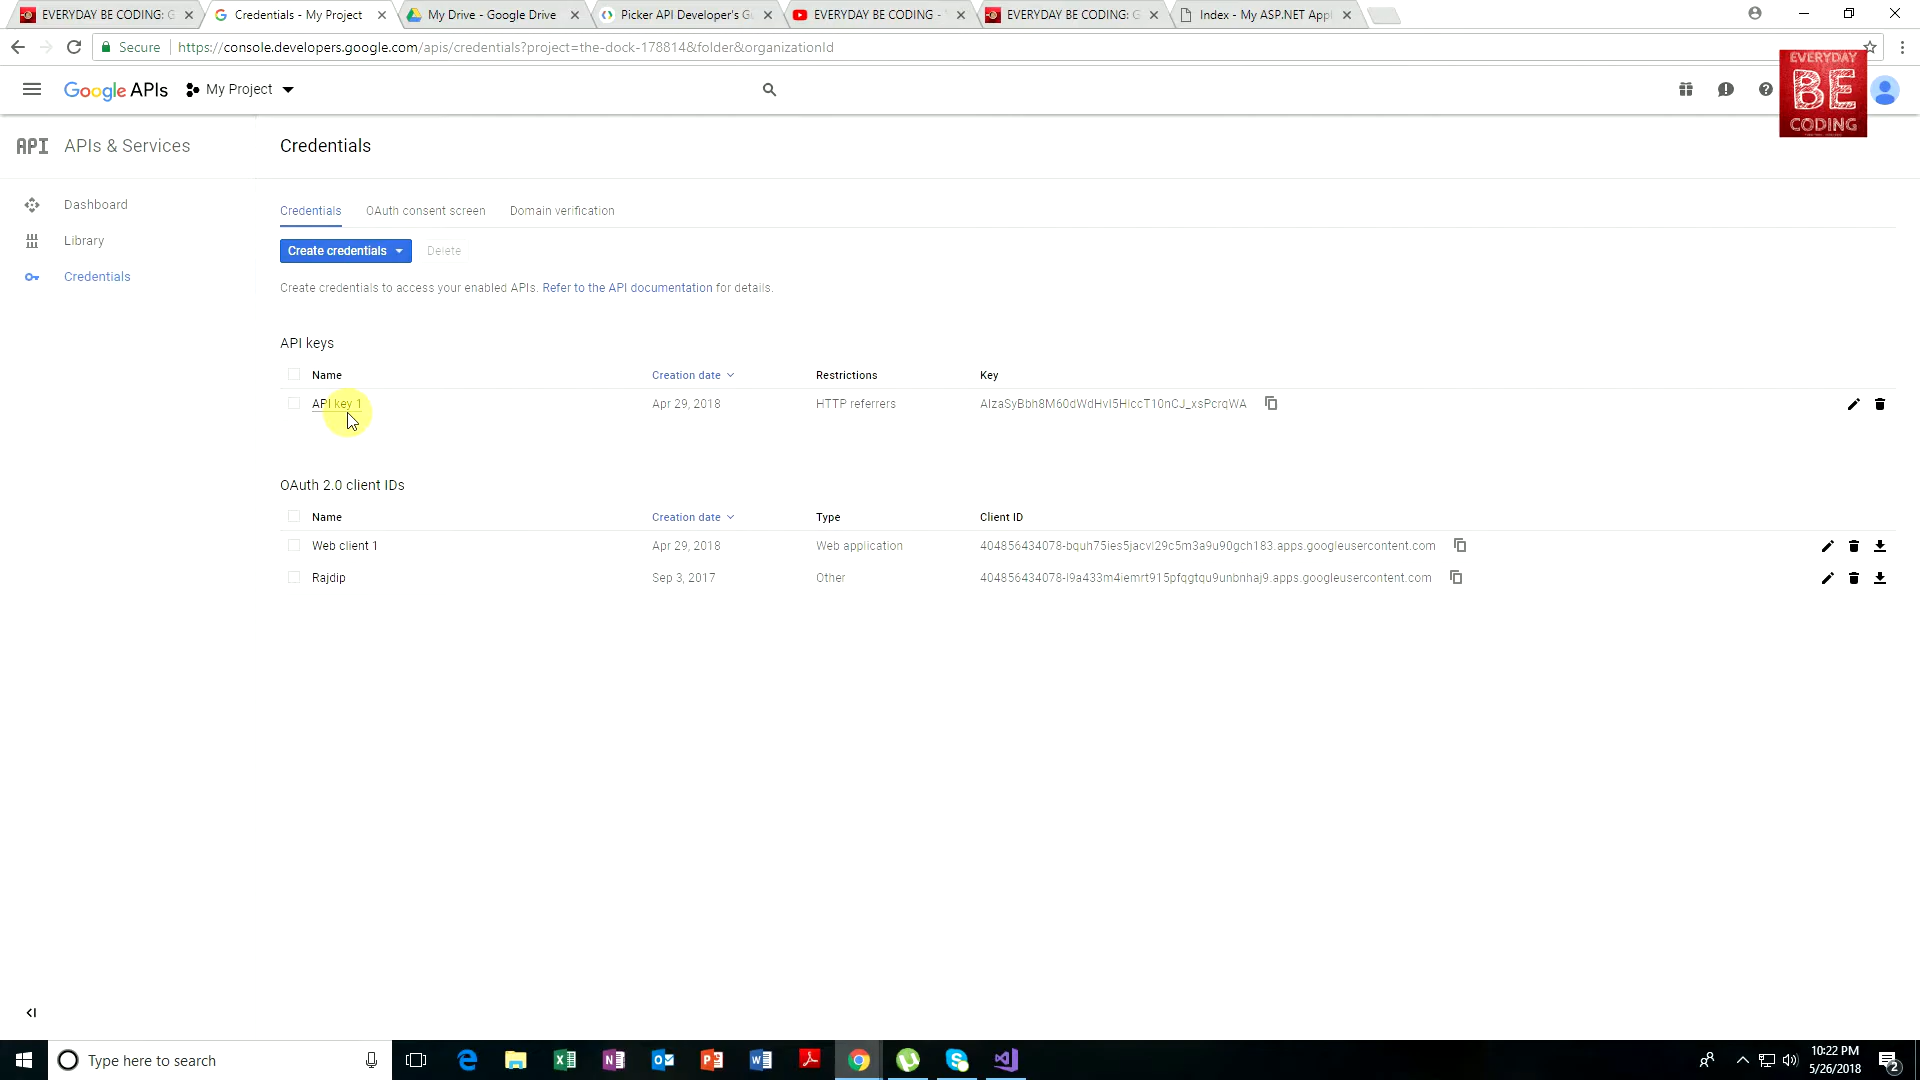 EVERYDAY BE CODING: G
Credentials - My Project
My Drive - Google Drive
Picker API Developer's Gu
EVERYDAY BE CODING -
EVERYDAY BE CODING: G
Index - My ASP.NET Appl
Secure
https://console.developers.google.com/apis/credentials?project=the-dock-178814&folder&organizationId
Google APIs
My Project
EVERYDAY
BE
CODING
API APIs & Services
Credentials
Dashboard
Library
Credentials
Credentials
OAuth consent screen
Domain verification
Create credentials
Delete
Create credentials to access your enabled APIs. Refer to the API documentation for details.
API keys
Name
Creation date
Restrictions
Key
API key 1
Apr 29, 2018
HTTP referrers
OAuth 2.0 client IDs
Name
Creation date
Type
Client ID
Web client 1
Apr 29, 2018
Web application
404856434078-bquh75ies5jacvl29c5m3a9u90gch183.apps.googleusercontent.com
Rajdip
Sep 3, 2017
Other
404856434078-i9a433m4iemrt915pfqgtqu9unbnhaj9.apps.googleusercontent.com
Type here to search
10:22 PM
5/26/2018
2